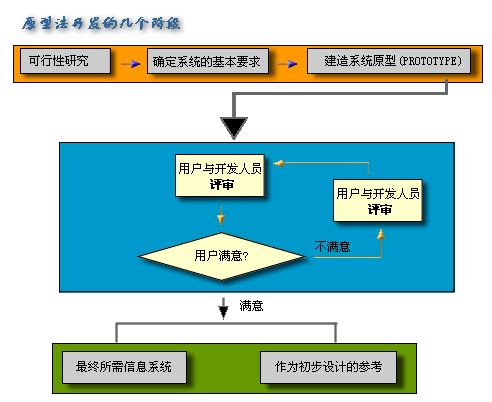 原型法开发的几个阶段
可行性研究
确定系统的基本要求
建造系统原型(PROTOTYPE)
用户与开发人员
评审
用户与开发人员
评审
用户满意?
不满意
满意
最终所需信息系统
作为初步设计的参考